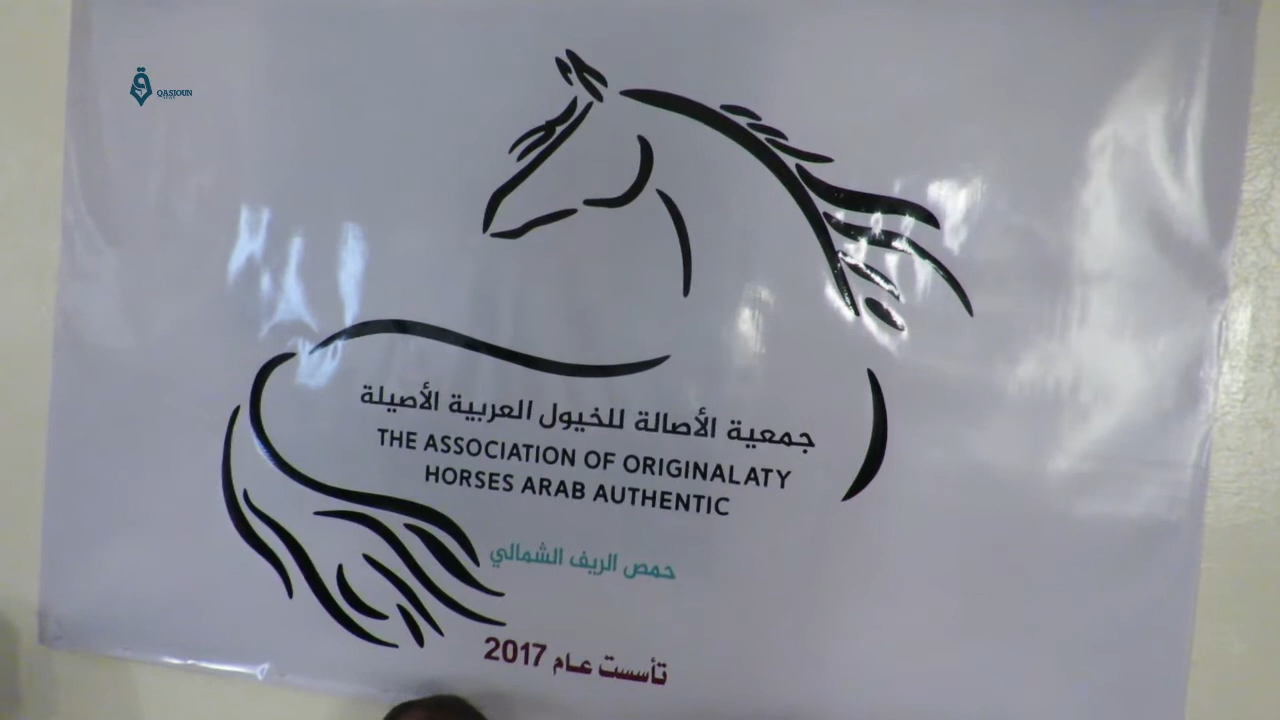 QASIOUN
جمعية الأصالة للخيول العربية الأصيلة
THE ASSOCIATION OF ORIGINALATY
HORSES ARAB AUTHENTIC
حمص الريف الشمالي
تأسست عام 2017